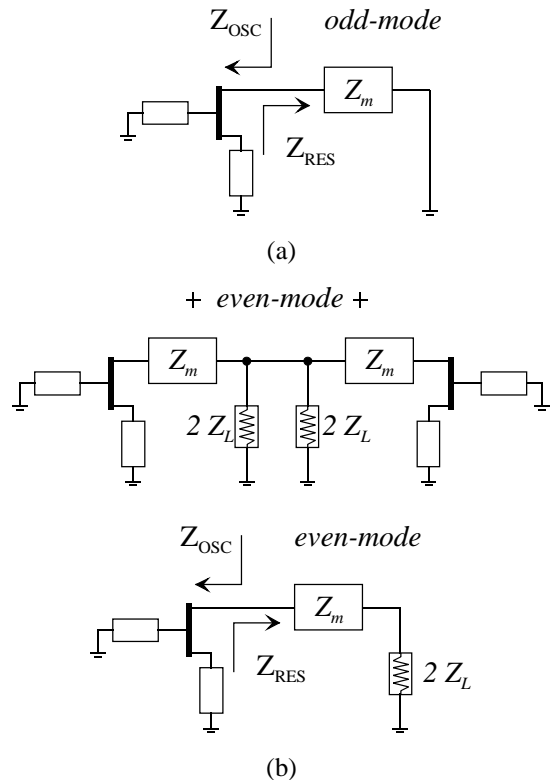 Z_OSC odd-mode
Z_m
Z_RES
(a)
+ even-mode +
Z_m Z_m
2 Z_L 2 Z_L
Z_OSC even-mode
Z_m
Z_RES 2 Z_L
(b)